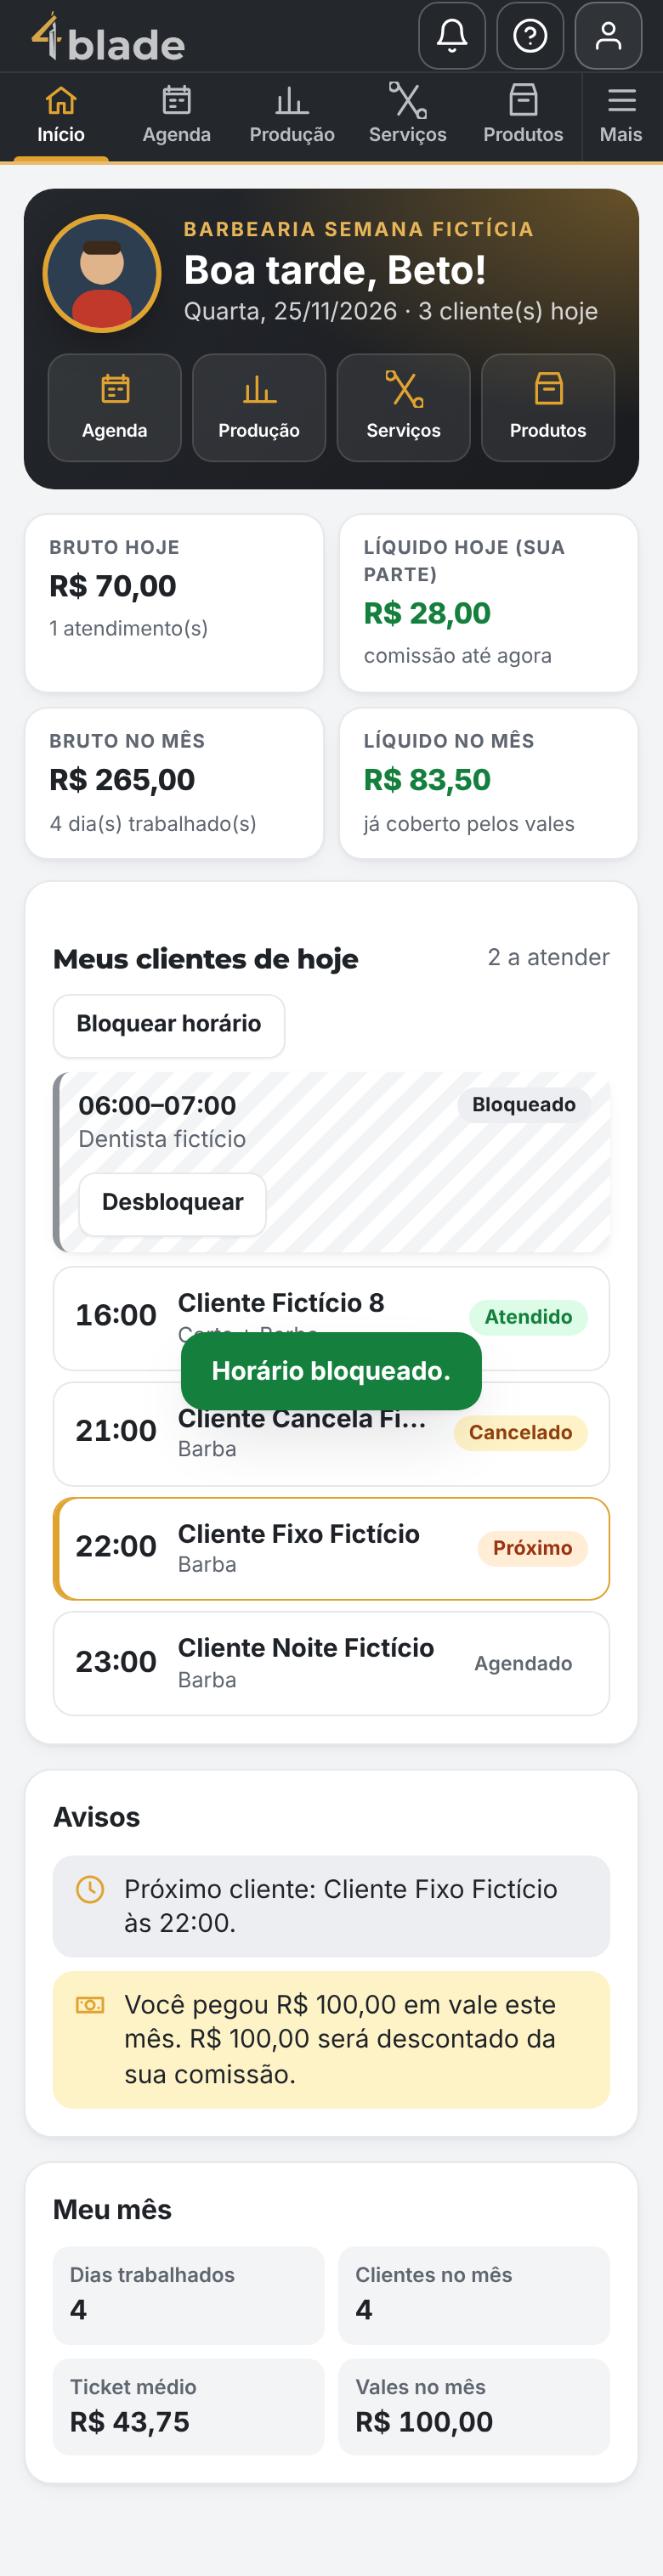 4blade
Início
Agenda
Produção
Serviços
Produtos
Mais
BARBEARIA SEMANA FICTÍCIA
Boa tarde, Beto!
Quarta, 25/11/2026 · 3 cliente(s) hoje
Agenda
Produção
Serviços
Produtos
BRUTO HOJE
R$ 70,00
1 atendimento(s)
LÍQUIDO HOJE (SUA
PARTE)
R$ 28,00
comissão até agora
BRUTO NO MÊS
R$ 265,00
4 dia(s) trabalhado(s)
LÍQUIDO NO MÊS
R$ 83,50
já coberto pelos vales
Meus clientes de hoje
2 a atender
Bloquear horário
06:00–07:00
Bloqueado
Dentista fictício
Desbloquear
16:00
Cliente Fictício 8
Atendido
Horário bloqueado.
21:00
Cliente Cancela Fi...
Barba
Cancelado
22:00
Cliente Fixo Fictício
Barba
Próximo
23:00
Cliente Noite Fictício
Barba
Agendado
Avisos
Próximo cliente: Cliente Fixo Fictício
às 22:00.
Você pegou R$ 100,00 em vale este
mês. R$ 100,00 será descontado da
sua comissão.
Meu mês
Dias trabalhados
4
Clientes no mês
4
Ticket médio
R$ 43,75
Vales no mês
R$ 100,00